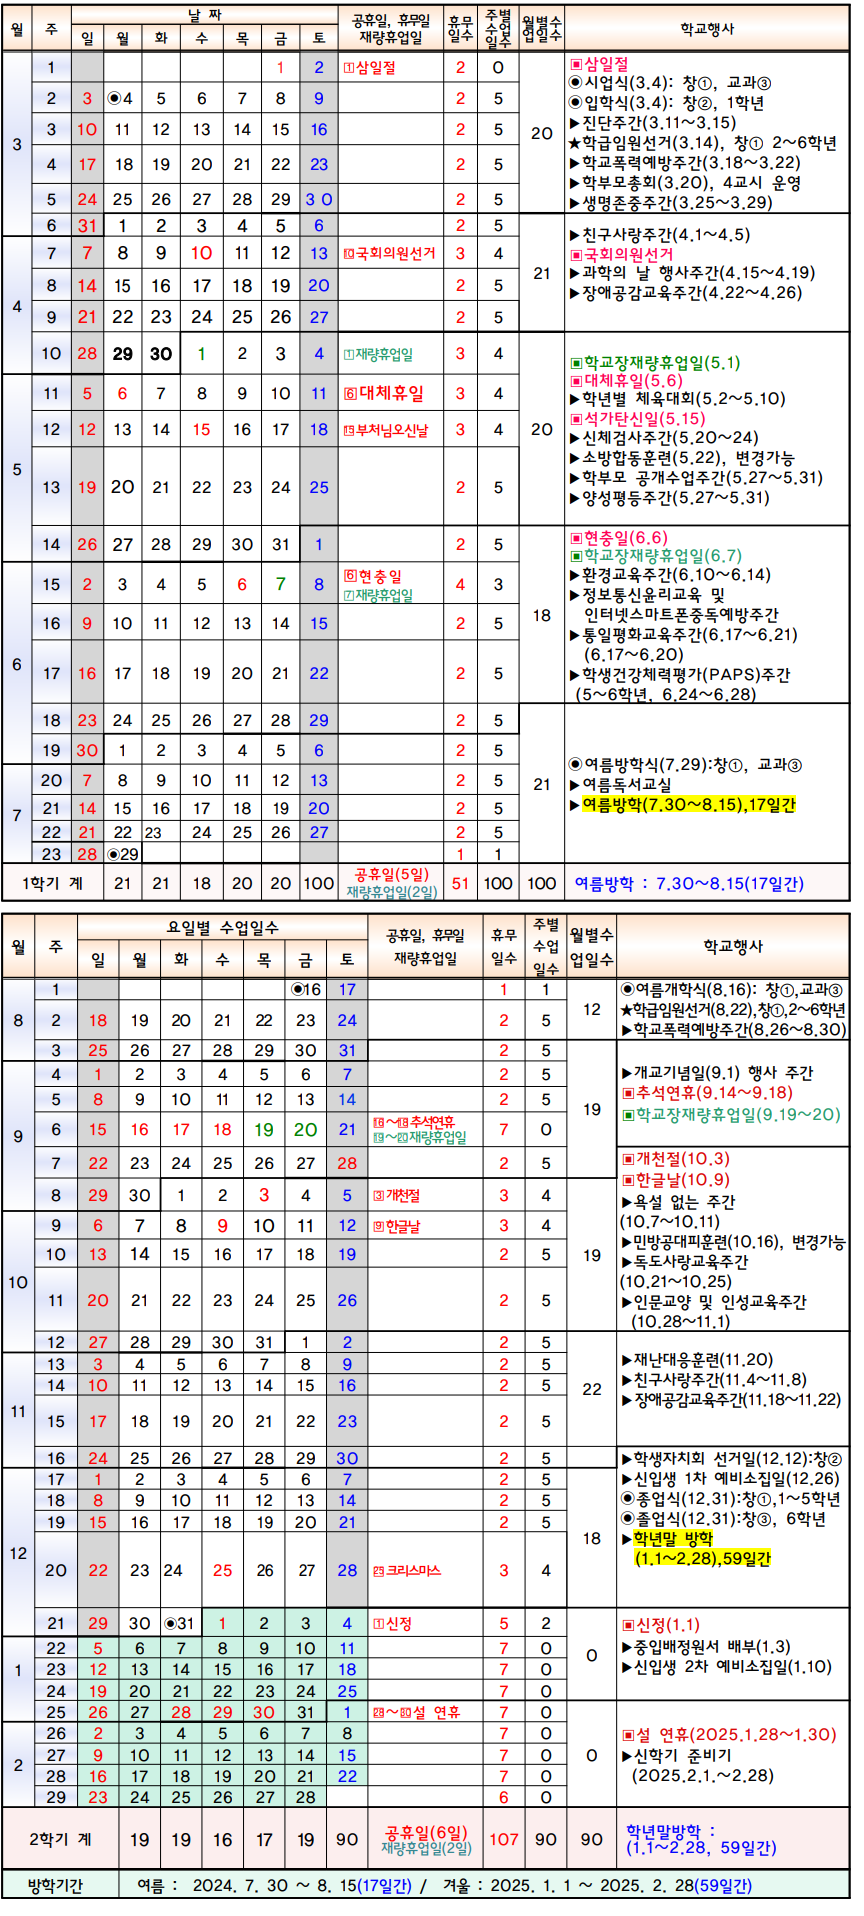 월 주 날 짜 공휴일, 휴무일 재량휴업일 휴무일수 주별수업일수 월별수업일수 학교행사
일 월 화 수 목 금 토
3
1 1 2 ①삼일절 2 0
2 3 ◉4 5 6 7 8 9 2 5
3 10 11 12 13 14 15 16 2 5
4 17 18 19 20 21 22 23 2 5
5 24 25 26 27 28 29 30 2 5
20
▣삼일절
◉시업식(3.4): 창①, 교과③
◉입학식(3.4): 창②, 1학년
▶진단주간(3.11~3.15)
★학급임원선거(3.14), 창① 2~6학년
▶학교폭력예방주간(3.18~3.22)
▶학부모총회(3.20), 4교시 운영
▶생명존중주간(3.25~3.29)
6 31 1 2 3 4 5 6 2 5
4
7 7 8 9 10 11 12 13 ⑩국회의원선거 3 4
8 14 15 16 17 18 19 20 2 5
9 21 22 23 24 25 26 27 2 5
21
▶친구사랑주간(4.1~4.5)
▣국회의원선거
▶과학의 날 행사주간(4.15~4.19)
▶장애공감교육주간(4.22~4.26)
10 28 29 30 1 2 3 4 ①재량휴업일 3 4
5
11 5 6 7 8 9 10 11 ⑥대체휴일 3 4
12 12 13 14 15 16 17 18 ⑮부처님오신날 3 4
13 19 20 21 22 23 24 25 2 5
20
▣학교장재량휴업일(5.1)
▣대체휴일(5.6)
▶학년별 체육대회(5.2~5.10)
▣석가탄신일(5.15)
▶신체검사주간(5.20~24)
▶소방합동훈련(5.22), 변경가능
▶학부모 공개수업주간(5.27~5.31)
▶양성평등주간(5.27~5.31)
14 26 27 28 29 30 31 1 2 5
6
15 2 3 4 5 6 7 8 ⑥현충일 4 3
⑦재량휴업일
16 9 10 11 12 13 14 15 2 5
17 16 17 18 19 20 21 22 2 5
18
▣현충일(6.6)
▣학교장재량휴업일(6.7)
▶환경교육주간(6.10~6.14)
▶정보통신윤리교육 및
인터넷스마트폰중독예방주간
▶통일평화교육주간(6.17~6.21)
(6.17~6.20)
▶학생건강체력평가(PAPS)주간
(5~6학년, 6.24~6.28)
18 23 24 25 26 27 28 29 2 5
19 30 1 2 3 4 5 6 2 5
7
20 7 8 9 10 11 12 13 2 5
21 14 15 16 17 18 19 20 2 5
22 21 22 23 24 25 26 27 2 5
23 28 ◉29 1 1
21
◉여름방학식(7.29):창①, 교과③
▶여름독서교실
▶여름방학(7.30~8.15),17일간
1학기 계 21 21 18 20 20 100 공휴일(5일) 51 100 100 여름방학 : 7.30~8.15(17일간)
재량휴업일(2일)
월 주 요일별 수업일수 공휴일, 휴무일 재량휴업일 휴무일수 주별수업일수 월별수업일수 학교행사
일 월 화 수 목 금 토
8
1 ◉16 17 1 1
2 18 19 20 21 22 23 24 2 5
3 25 26 27 28 29 30 31 2 5
12
◉여름개학식(8.16): 창①,교과③
★학급임원선거(8.22),창①,2~6학년
▶학교폭력예방주간(8.26~8.30)
9
4 1 2 3 4 5 6 7 2 5
5 8 9 10 11 12 13 14 2 5
6 15 16 17 18 19 20 21 ⑯~⑱추석연휴 7 0
⑲~⑳재량휴업일
7 22 23 24 25 26 27 28 2 5
19
▶개교기념일(9.1) 행사 주간
▣추석연휴(9.14~9.18)
▣학교장재량휴업일(9.19~20)
8 29 30 1 2 3 4 5 ③개천절 3 4
10
9 6 7 8 9 10 11 12 ⑨한글날 3 4
10 13 14 15 16 17 18 19 2 5
11 20 21 22 23 24 25 26 2 5
19
▣개천절(10.3)
▣한글날(10.9)
▶욕설 없는 주간
(10.7~10.11)
▶민방공대피훈련(10.16), 변경가능
▶독도사랑교육주간
(10.21~10.25)
▶인문교양 및 인성교육주간
(10.28~11.1)
12 27 28 29 30 31 1 2 2 5
11
13 3 4 5 6 7 8 9 2 5
14 10 11 12 13 14 15 16 2 5
15 17 18 19 20 21 22 23 2 5
22
▶재난대응훈련(11.20)
▶친구사랑주간(11.4~11.8)
▶장애공감교육주간(11.18~11.22)
16 24 25 26 27 28 29 30 2 5
12
17 1 2 3 4 5 6 7 2 5
18 8 9 10 11 12 13 14 2 5
19 15 16 17 18 19 20 21 2 5
20 22 23 24 25 26 27 28 ㉕크리스마스 3 4
18
▶학생자치회 선거일(12.12):창②
▶신입생 1차 예비소집일(12.26)
◉종업식(12.31):창①,1~5학년
◉졸업식(12.31):창③, 6학년
▶학년말 방학
(1.1~2.28),59일간
21 29 30 ◉31 1 2 3 4 ①신정 5 2
1
22 5 6 7 8 9 10 11 7 0
23 12 13 14 15 16 17 18 7 0
24 19 20 21 22 23 24 25 7 0
0
▣신정(1.1)
▶중입배정원서 배부(1.3)
▶신입생 2차 예비소집일(1.10)
25 26 27 28 29 30 31 1 ㉘~㉚설 연휴 7 0
2
26 2 3 4 5 6 7 8 7 0
27 9 10 11 12 13 14 15 7 0
28 16 17 18 19 20 21 22 7 0
29 23 24 25 26 27 28 6 0
0
▣설 연휴(2025.1.28~1.30)
▶신학기 준비기
(2025.2.1.~2.28)
2학기 계 19 19 16 17 19 90 공휴일(6일) 107 90 90 학년말방학 :
재량휴업일(2일) (1.1~2.28, 59일간)
방학기간 여름 : 2024. 7. 30 ~ 8. 15(17일간) / 겨울 : 2025. 1. 1 ~ 2025. 2. 28(59일간)